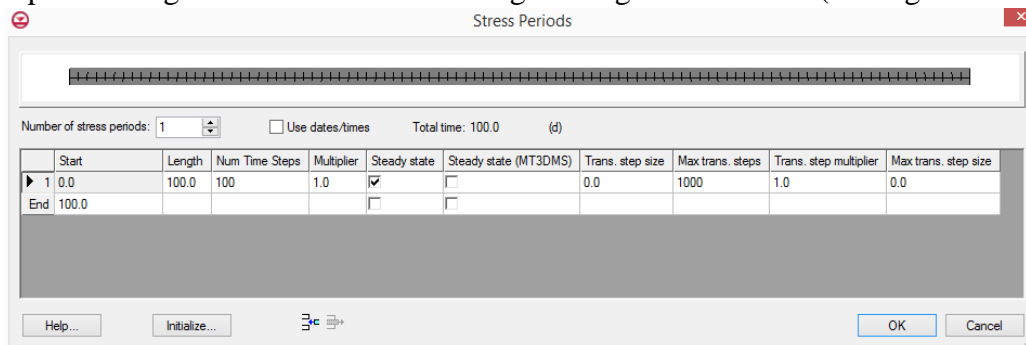 Stress Periods
Number of stress periods: 1 Use dates/times Total time: 100.0 (d)
Start Length Num Time Steps Multiplier Steady state Steady state (MT3DMS) Trans. step size Max trans. steps Trans. step multiplier Max trans. step size
1 0.0 100.0 100 1.0 0.0 1000 1.0 0.0
End 100.0
Help... Initialize... OK Cancel